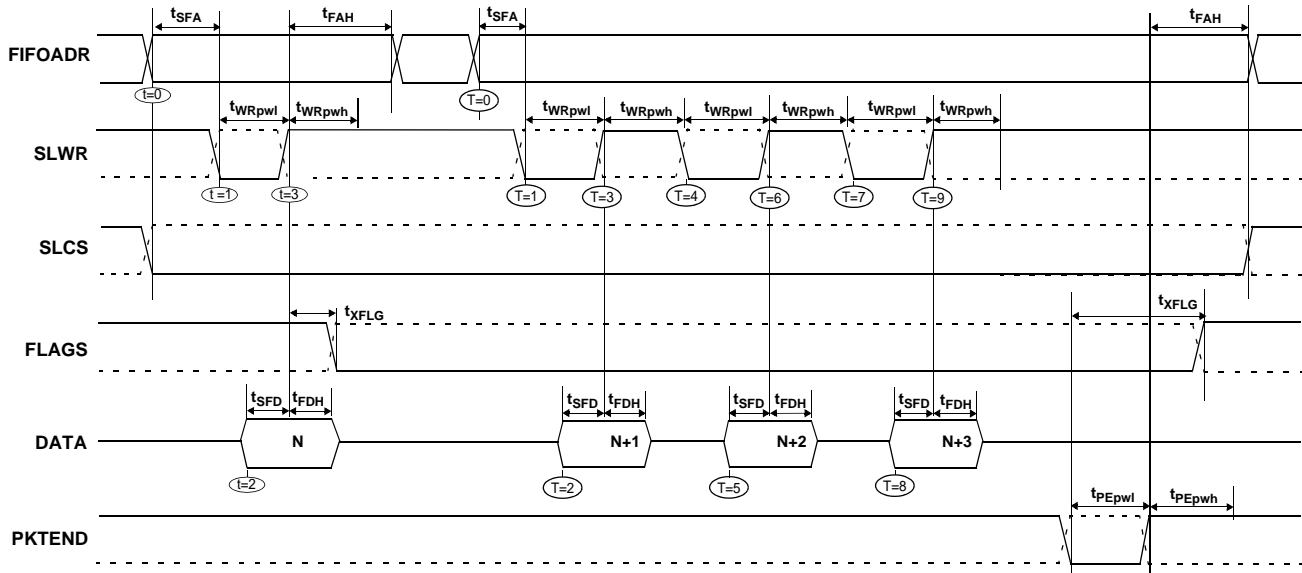 tSFA tFAH tSFA tFAH
FIFOADR
t=0 T=0
tWRpwl tWRpwh tWRpwl tWRpwh tWRpwl tWRpwh tWRpwl tWRpwh
SLWR
t=1 t=3 T=1 T=3 T=4 T=6 T=7 T=9
SLCS
tXFLG tXFLG
FLAGS
tSFD tFDH tSFD tFDH tSFD tFDH tSFD tFDH
DATA N N+1 N+2 N+3
t=2 T=2 T=5 T=8
tPEpwl tPEpwh
PKTEND